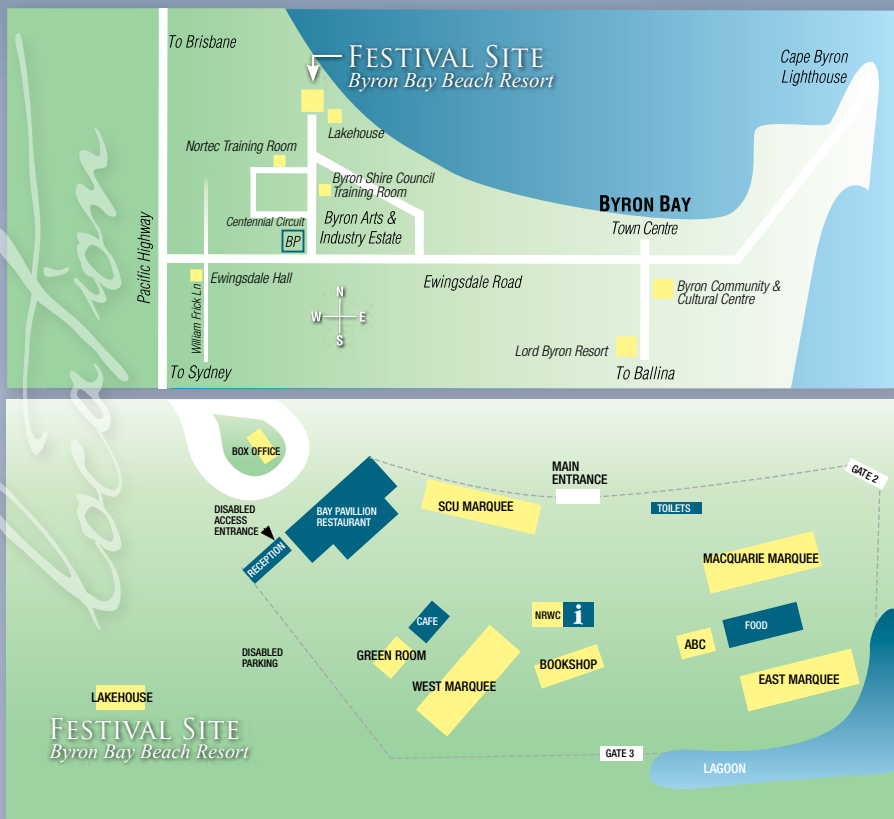 location
To Brisbane
FESTIVAL SITE
Byron Bay Beach Resort
Cape Byron
Lighthouse
Lakehouse
Nortec Training Room
Byron Shire Council
Training Room
BYRON BAY
Town Centre
Centennial Circuit
Byron Arts &
Industry Estate
BP
Pacific Highway
Ewingsdale Hall
Ewingsdale Road
William Frick Ln
N
W E
S
Byron Community &
Cultural Centre
Lord Byron Resort
To Sydney
To Ballina
BOX OFFICE
MAIN
ENTRANCE
GATE 2
DISABLED
ACCESS
ENTRANCE
BAY PAVILLION
RESTAURANT
SCU MARQUEE
TOILETS
RECEPTION
MACQUARIE MARQUEE
CAFE
NRWC i
FOOD
DISABLED
PARKING
GREEN ROOM
ABC
BOOKSHOP
WEST MARQUEE
EAST MARQUEE
LAKEHOUSE
FESTIVAL SITE
Byron Bay Beach Resort
GATE 3
LAGOON